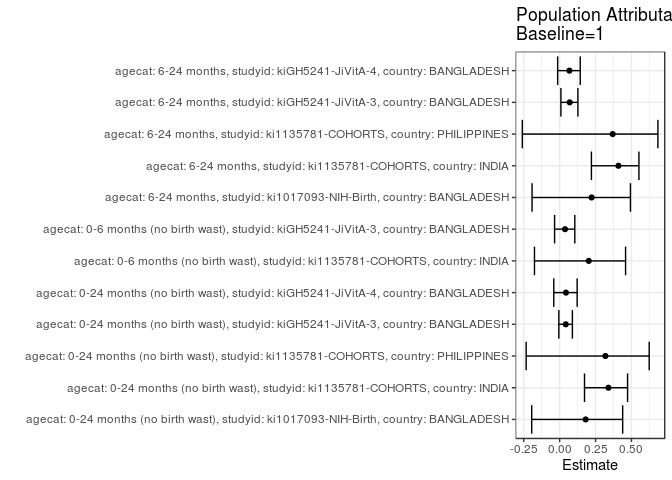 Population Attributa
Baseline=1
agecat: 6-24 months, studyid: kiGH5241-JiVitA-4, country: BANGLADESH
agecat: 6-24 months, studyid: kiGH5241-JiVitA-3, country: BANGLADESH
agecat: 6-24 months, studyid: ki1135781-COHORTS, country: PHILIPPINES
agecat: 6-24 months, studyid: ki1135781-COHORTS, country: INDIA
agecat: 6-24 months, studyid: ki1017093-NIH-Birth, country: BANGLADESH
agecat: 0-6 months (no birth wast), studyid: kiGH5241-JiVitA-3, country: BANGLADESH
agecat: 0-6 months (no birth wast), studyid: ki1135781-COHORTS, country: INDIA
agecat: 0-24 months (no birth wast), studyid: kiGH5241-JiVitA-4, country: BANGLADESH
agecat: 0-24 months (no birth wast), studyid: kiGH5241-JiVitA-3, country: BANGLADESH
agecat: 0-24 months (no birth wast), studyid: ki1135781-COHORTS, country: PHILIPPINES
agecat: 0-24 months (no birth wast), studyid: ki1135781-COHORTS, country: INDIA
agecat: 0-24 months (no birth wast), studyid: ki1017093-NIH-Birth, country: BANGLADESH
-0.25 0.00 0.25 0.50
Estimate